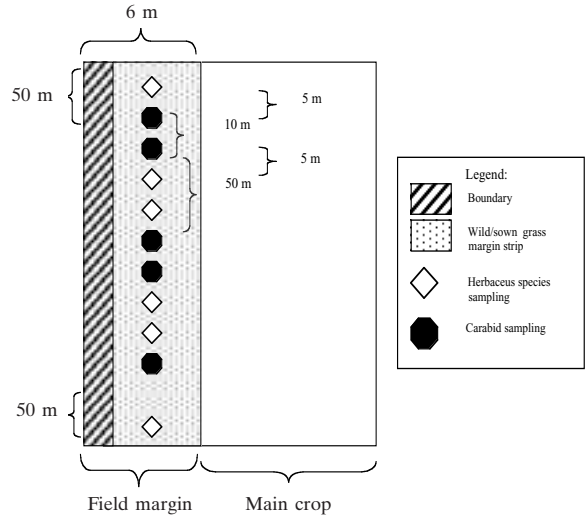 6 m
50 m
5 m
10 m
5 m
50 m
Legend:
Boundary
Wild/sown grass
margin strip
Herbaceus species
sampling
Carabid sampling
50 m
Field margin
Main crop